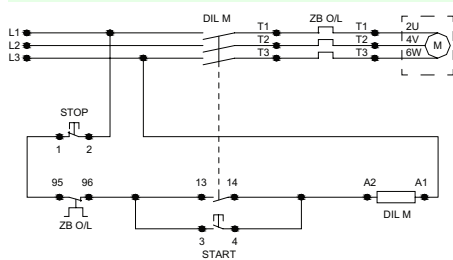 DIL M ZB O/L
L1 T1 T1 2U
L2 T2 T2 4V M
L3 T3 T3 6W
STOP
1 2
95 96 13 14 A2 A1
ZB O/L DIL M
3 4
START